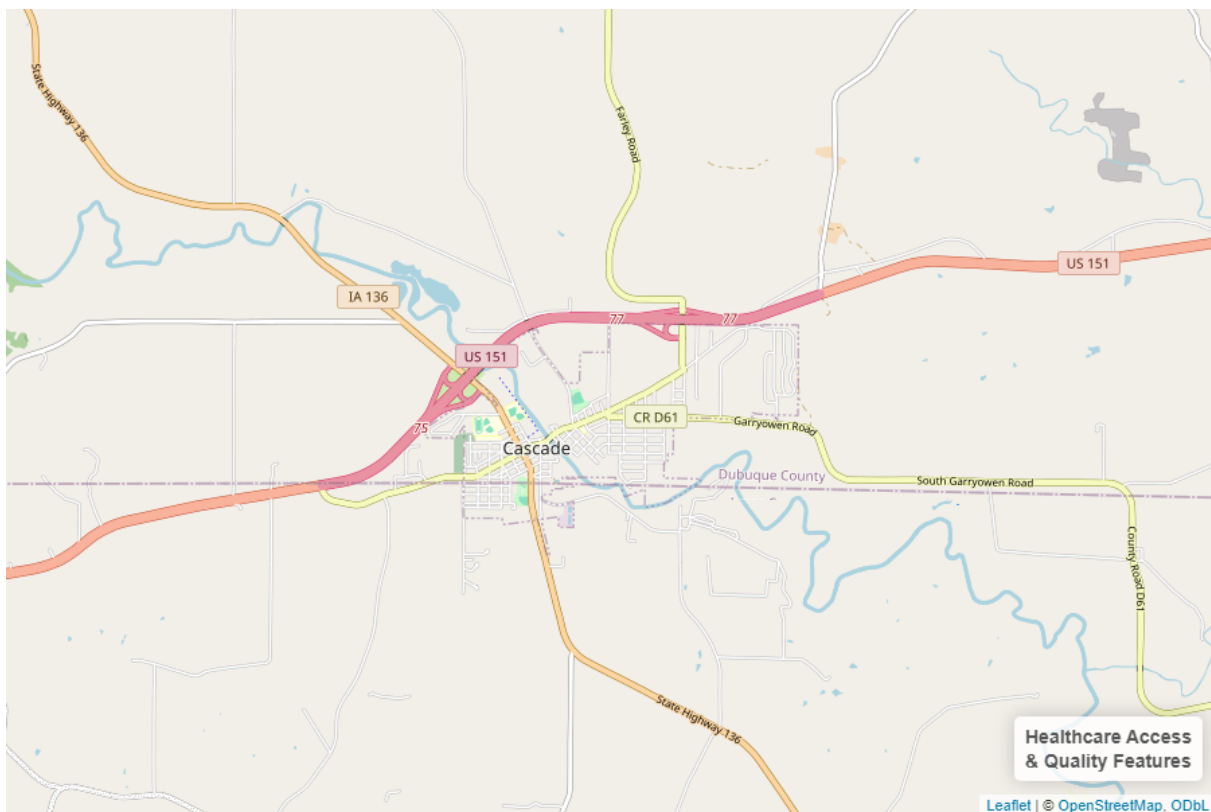 State Highway 136
Farley Road
US 151
IA 136
77
77
US 151
75
CR D61
Garryowen Road
Cascade
Dubuque County
South Garryowen Road
County Road D61
State Highway 136
Healthcare Access
& Quality Features
Leaflet | © OpenStreetMap, ODbL